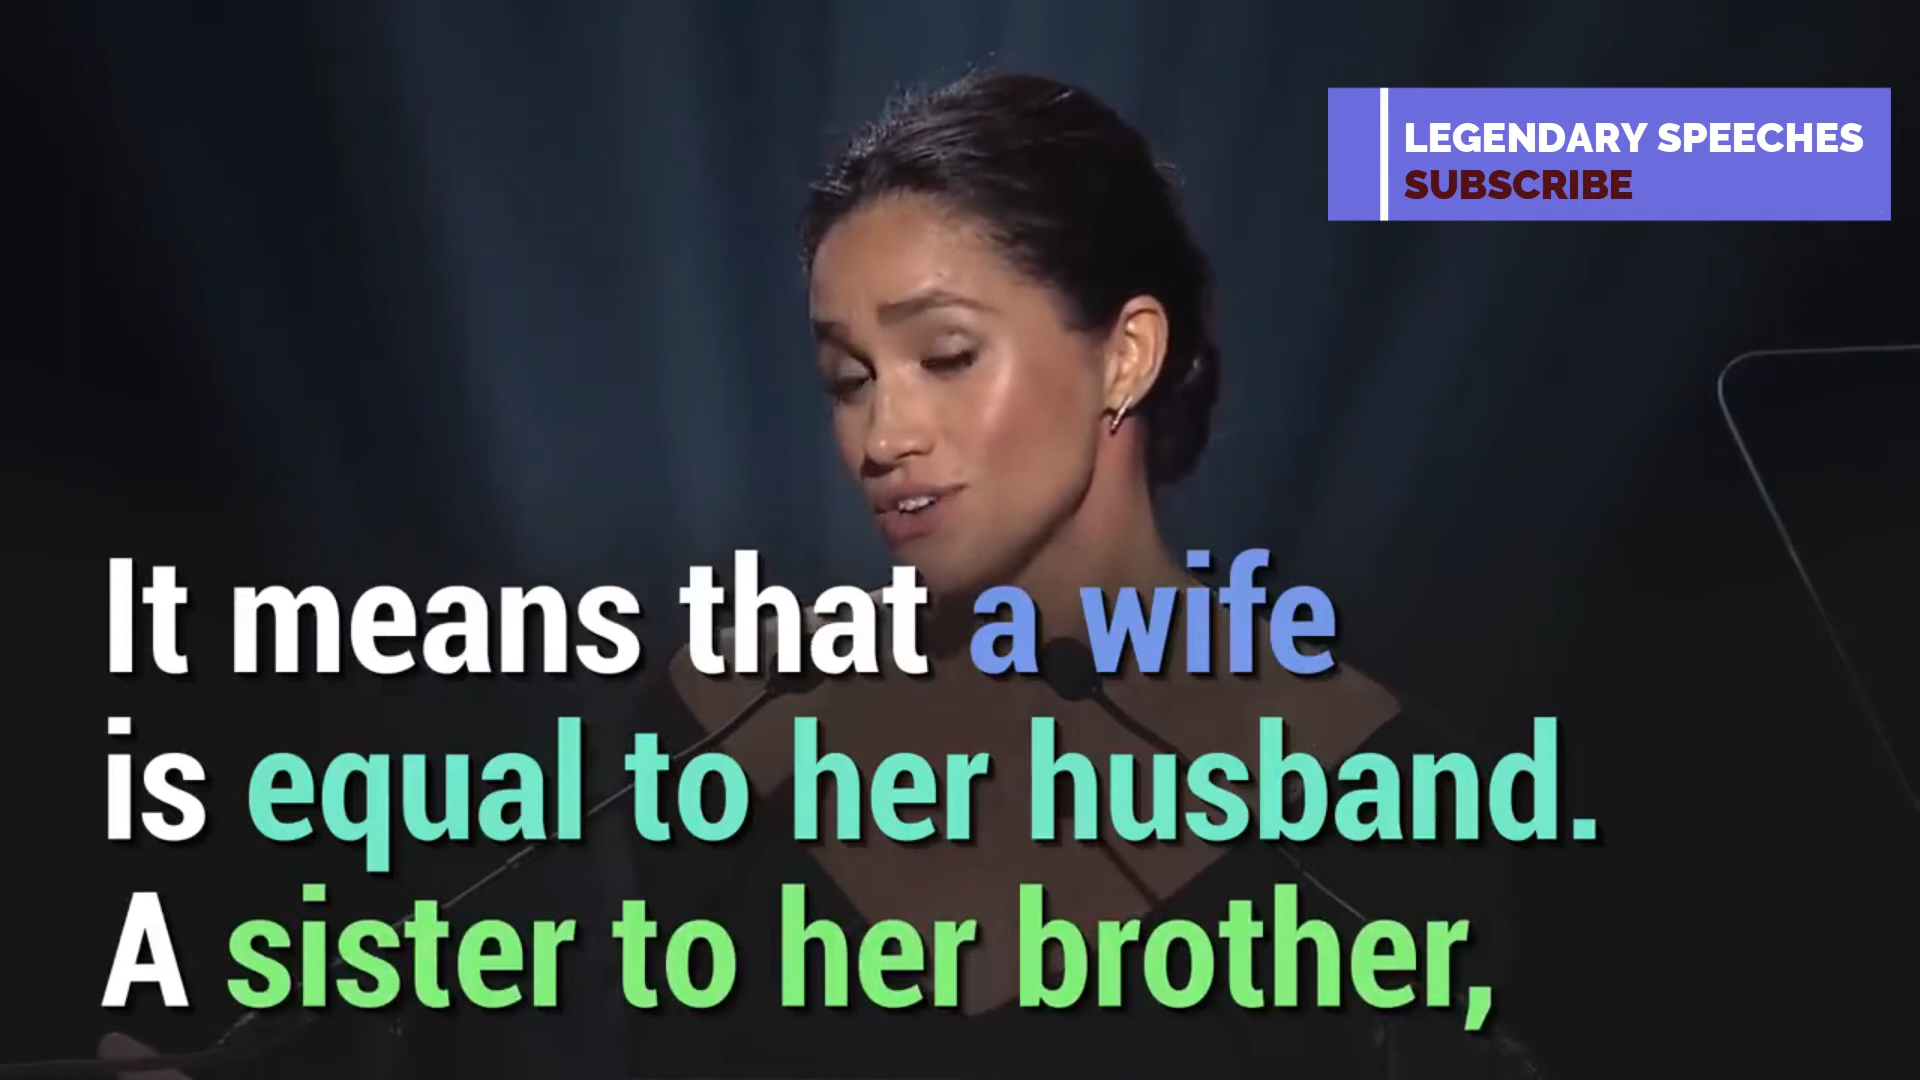 LEGENDARY SPEECHES
SUBSCRIBE
It means that a wife
is equal to her husband.
A sister to her brother,